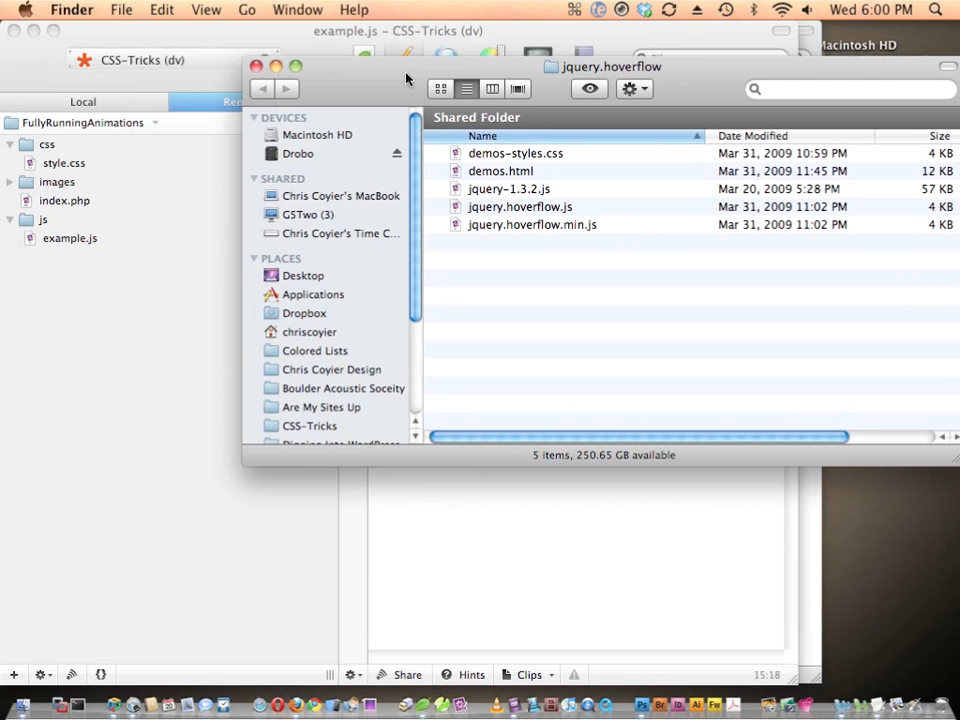 Finder File Edit View Go Window Help Wed 6:00 PM
example.js – CSS-Tricks (dv)
Macintosh HD
CSS-Tricks (dv)
jquery.hoverflow
Local
FullyRunningAnimations
css
style.css
images
index.php
js
example.js
DEVICES
Macintosh HD
Drobo
SHARED
Chris Coyier's MacBook
GSTwo (3)
Chris Coyier's Time C...
PLACES
Desktop
Applications
Dropbox
chriscoyier
Colored Lists
Chris Coyier Design
Boulder Acoustic Soceity
Are My Sites Up
CSS-Tricks
Shared Folder
Name Date Modified Size
demos-styles.css Mar 31, 2009 10:59 PM 4 KB
demos.html Mar 31, 2009 11:45 PM 12 KB
jquery-1.3.2.js Mar 20, 2009 5:28 PM 57 KB
jquery.hoverflow.js Mar 31, 2009 11:02 PM 4 KB
jquery.hoverflow.min.js Mar 31, 2009 11:02 PM 4 KB
5 items, 250.65 GB available
Share Hints Clips 15:18
Ps Br Id Ai Fw